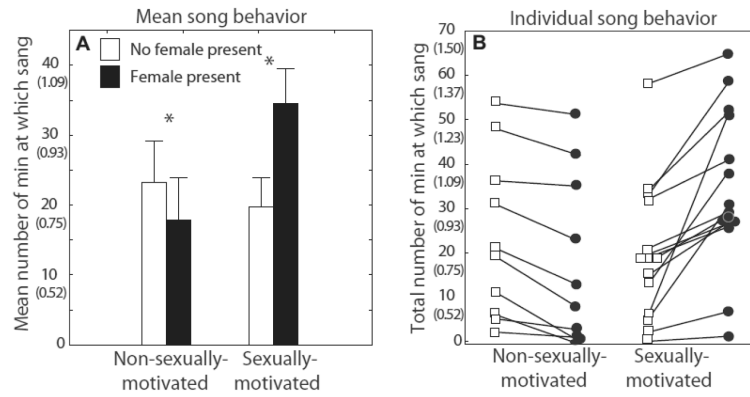 Mean song behavior
A
No female present
Female present
*
*
Mean number of min at which sang
40
(1.09)
30
(0.93)
20
(0.75)
10
(0.52)
0
Non-sexually-
motivated
Sexually-
motivated
Individual song behavior
B
Total number of min at which sang
70
(1.50)
60
(1.37)
50
(1.23)
40
(1.09)
30
(0.93)
20
(0.75)
10
(0.52)
0
Non-sexually-
motivated
Sexually-
motivated